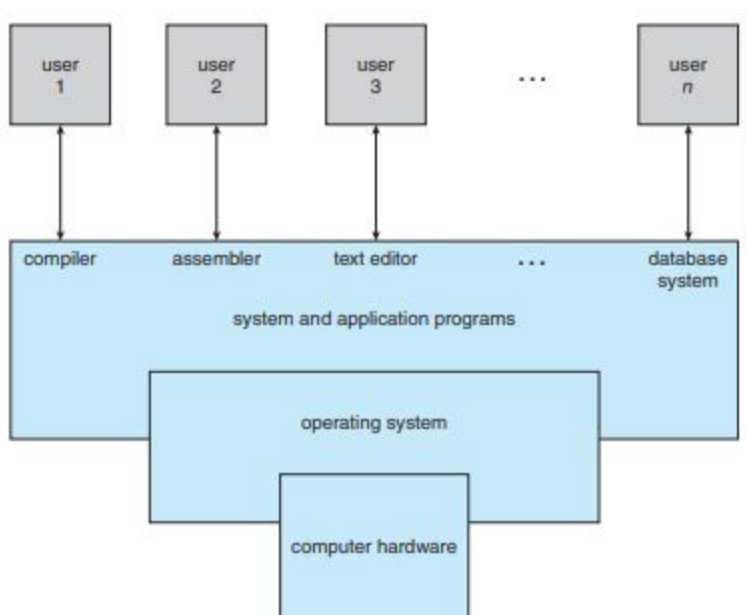 user
1
user
2
user
3
...
user
n
compiler
assembler
text editor
...
database
system
system and application programs
operating system
computer hardware